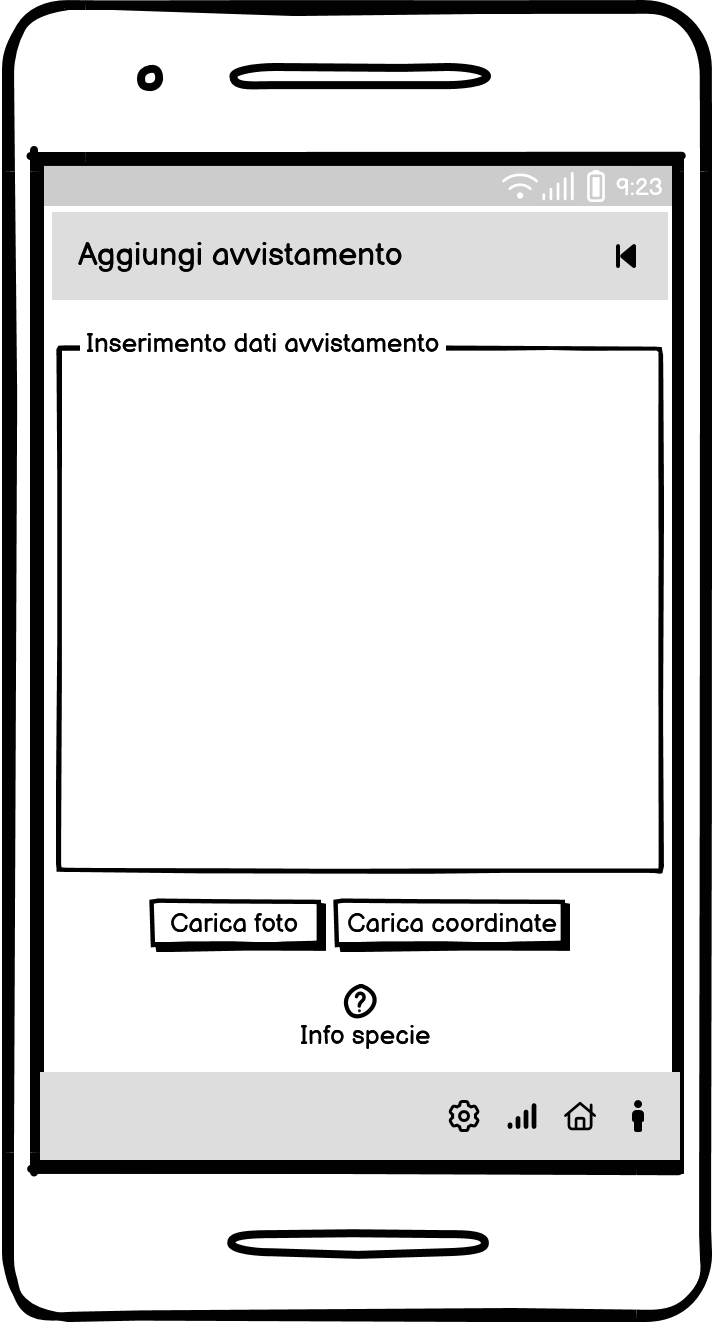 9:23
Aggiungi avvistamento
Inserimento dati avvistamento
Carica foto
Carica coordinate
?
Info specie